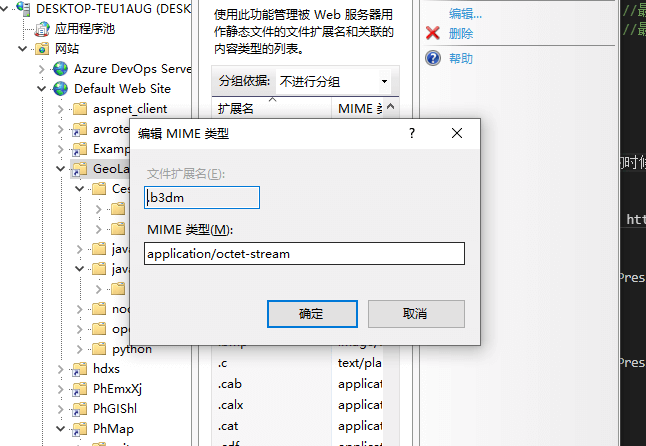 DESKTOP-TEU1AUG (DESK
应用程序池
网站
Azure DevOps Serve
Default Web Site
aspnet_client
avrote
Examp
GeoLa
Ces
java
java
nod
ope
python
hdxs
PhEmxXj
PhGIShl
PhMap
使用此功能管理被 Web 服务器用
作静态文件的文件扩展名和关联的
内容类型的列表。
分组依据: 不进行分组
扩展名 MIME 类
编辑 MIME 类型
?
文件扩展名(E):
.b3dm
MIME 类型(M):
application/octet-stream
确定
取消
.c text/pla
.cab applicat
.calx applicat
.cat applicat
编辑...
删除
帮助
//最
//最
的时候
htt
Pres
Pres